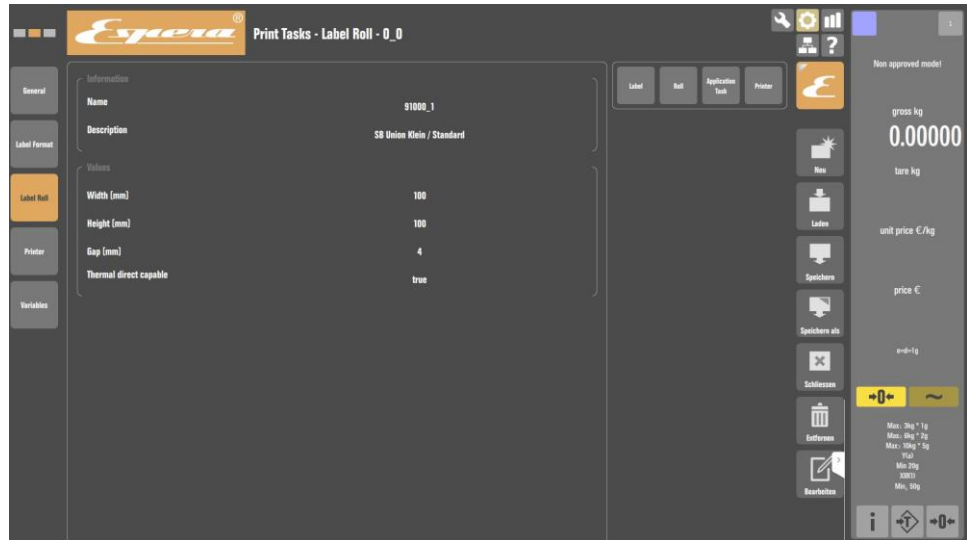 Espera®
Print Tasks - Label Roll - 0_0
?
1
General
Label Format
Label Roll
Printer
Variables
Information
Name 91000_1
Description SB Union Klein / Standard
Values
Width [mm] 100
Height [mm] 100
Gap [mm] 4
Thermal direct capable true
Label
Roll
Application
Task
Printer
E
Neu
Laden
Speichern
Speichern als
Schliessen
Entfernen
Bearbeiten
Non approved mode!
gross kg
0.00000
tare kg
unit price €/kg
price €
e=d=1g
→0←
~
Max: 3kg * 1g
Max: 6kg * 2g
Max: 10kg * 5g
Y(a)
Min 20g
Min, 50g
i
→T
→0←